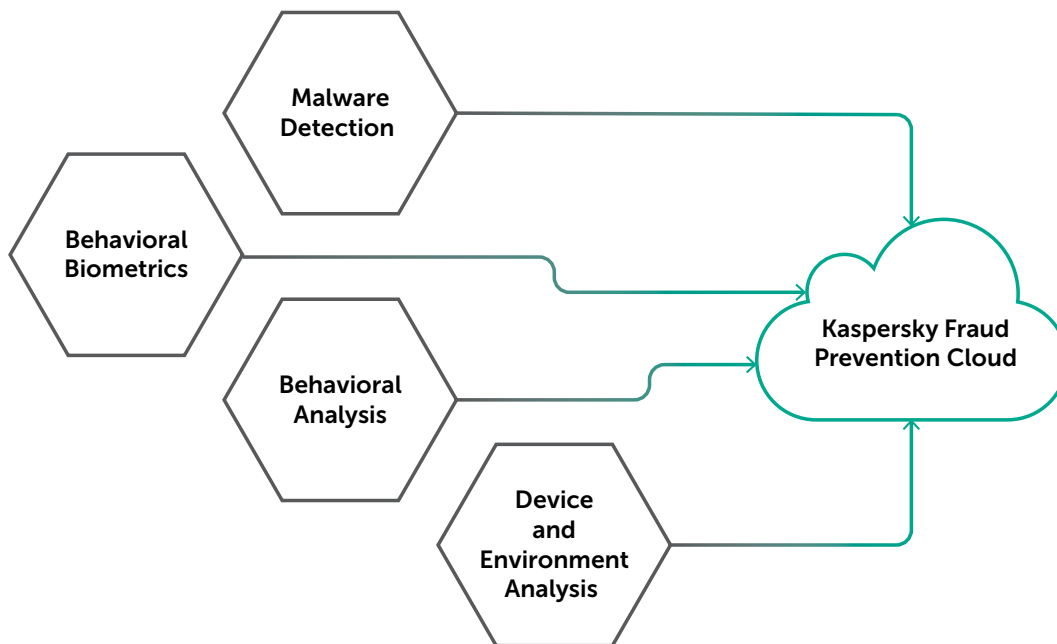 Malware
Detection
Behavioral
Biometrics
Kaspersky Fraud
Prevention Cloud
Behavioral
Analysis
Device
and
Environment
Analysis